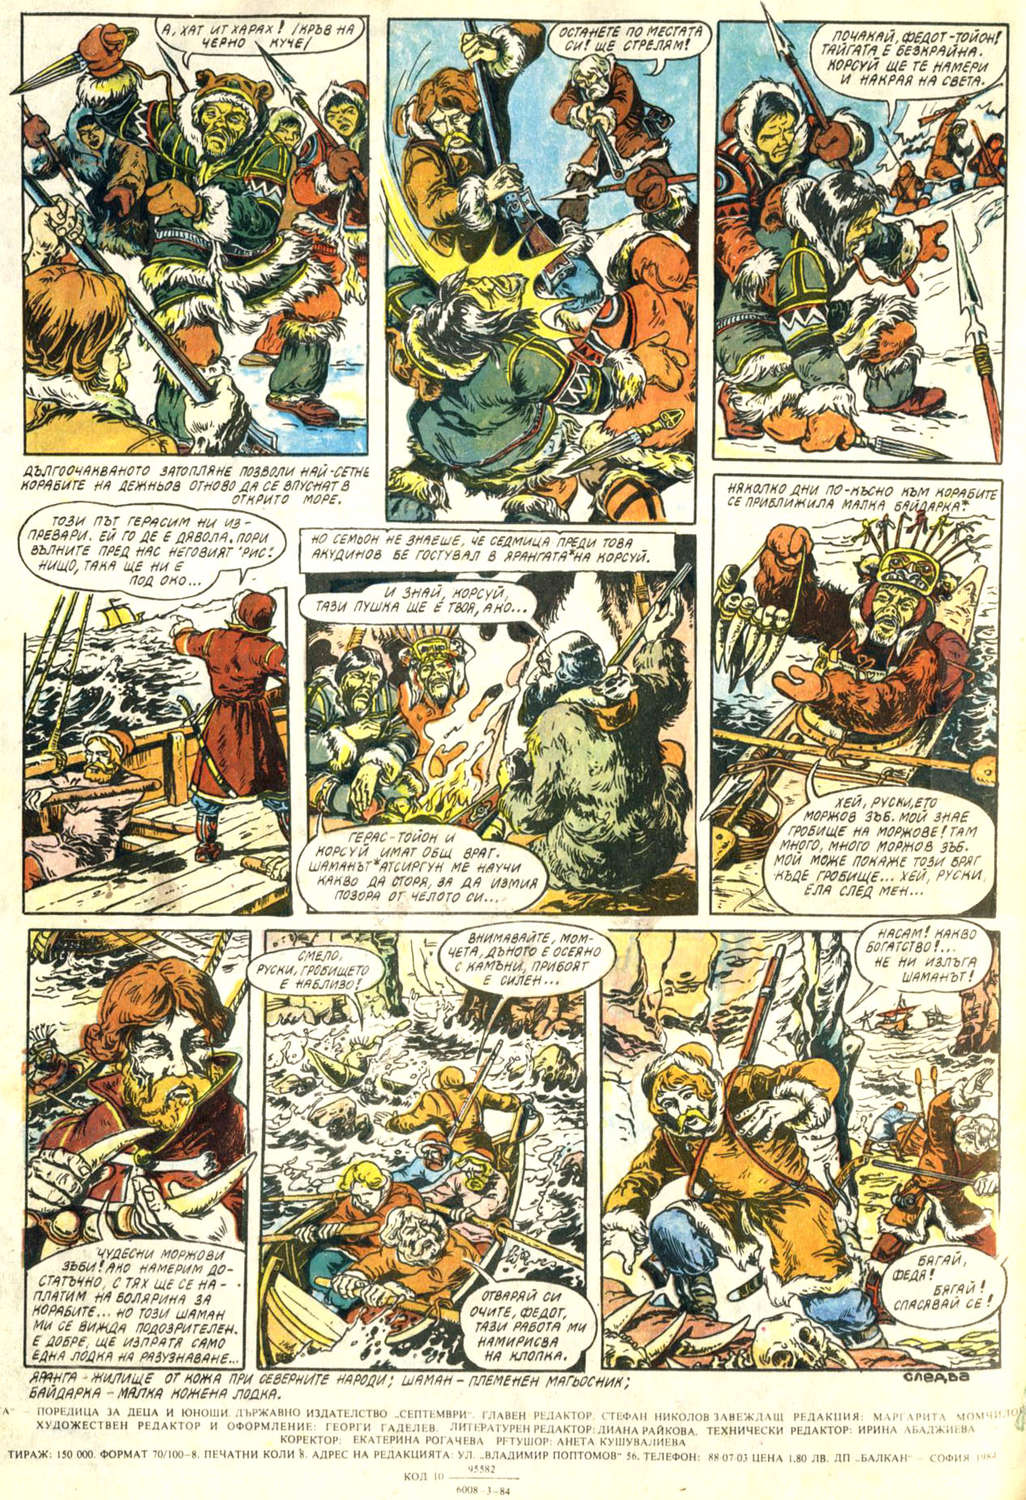 А, ХАТ ИТ ХАРАХ! /КРЪВ НА
ЧЕРНО КУЧЕ/
ОСТАНЕТЕ ПО МЕСТАТА
СИ! ЩЕ СТРЕЛЯМ!
ПОЧАКАЙ, ФЕДОТ-ТОЙОН!
ТАЙГАТА Е БЕЗКРАЙНА.
КОРСУЙ ЩЕ ТЕ НАМЕРИ
И НАКРАЯ НА СВЕТА.
ДЪЛГООЧАКВАНОТО ЗАТОПЛЯНЕ ПОЗВОЛИ НАЙ-СЕТНЕ
КОРАБИТЕ НА ДЕЖНЬОВ ОТНОВО ДА СЕ ВПУСНАТ В
ОТКРИТО МОРЕ.
ТОЗИ ПЪТ ГЕРАСИМ НИ ИЗ-
ПРЕВАРИ. ЕЙ ГО ДЕ Е ДЯВОЛА. ПОРИ
ВЪЛНИТЕ ПРЕД НАС НЕГОВИЯТ "РИС".
НИЩО, ТАКА ЩЕ НИ Е
ПОД ОКО...
НО СЕМЬОН НЕ ЗНАЕШЕ, ЧЕ СЕДМИЦА ПРЕДИ ТОВА
АКУДИНОВ БЕ ГОСТУВАЛ В ЯРАНГАТА* НА КОРСУЙ.
И ЗНАЙ, КОРСУЙ,
ТАЗИ ПУШКА ЩЕ Е ТВОЯ, АКО...
ГЕРАС-ТОЙОН И
КОРСУЙ ИМАТ ОБЩ ВРАГ.
ШАМАНЪТ* АТСИРГУН МЕ НАУЧИ
КАКВО ДА СТОРЯ, ЗА ДА ИЗМИЯ
ПОЗОРА ОТ ЧЕЛОТО СИ...
НЯКОЛКО ДНИ ПО-КЪСНО КЪМ КОРАБИТЕ
СЕ ПРИБЛИЖИЛА МАЛКА БАЙДАРКА*.
ХЕЙ, РУСКИ, ЕТО
МОРЖОВ ЗЪБ. МОЙ ЗНАЕ
ГРОБИЩЕ НА МОРЖОВЕ! ТАМ
МНОГО, МНОГО МОРЖОВ ЗЪБ.
МОЙ МОЖЕ ПОКАЖЕ ТОЗИ БРЯГ
КЪДЕ ГРОБИЩЕ... ХЕЙ, РУСКИ,
ЕЛА СЛЕД МЕН...
ЧУДЕСНИ МОРЖОВИ
ЗЪБИ! АКО НАМЕРИМ ДО-
СТАТЪЧНО, С ТЯХ ЩЕ СЕ НА-
ПЛАТИМ НА БОЛЯРИНА ЗА
КОРАБИТЕ... НО ТОЗИ ШАМАН
МИ СЕ ВИЖДА ПОДОЗРИТЕЛЕН.
Е ДОБРЕ, ЩЕ ИЗПРАТЯ САМО
ЕДНА ЛОДКА НА РАЗУЗНАВАНЕ...
СМЕЛО,
РУСКИ, ГРОБИЩЕТО
Е НАБЛИЗО!
ВНИМАВАЙТЕ, МОМ-
ЧЕТА, ДЪНОТО Е ОСЕЯНО
С КАМЪНИ, ПРИБОЯТ
Е СИЛЕН...
ОТВАРЯЙ СИ
ОЧИТЕ, ФЕДОТ,
ТАЗИ РАБОТА МИ
НАМИРИСВА
НА КЛОПКА.
НАСАМ! КАКВО
БОГАТСТВО!...
НЕ НИ ИЗЛЪГА
ШАМАНЪТ!
БЯГАЙ,
ФЕДЯ!
БЯГАЙ!
СПАСЯВАЙ СЕ!
ЯРАНГА - ЖИЛИЩЕ ОТ КОЖА ПРИ СЕВЕРНИТЕ НАРОДИ; ШАМАН - ПЛЕМЕНЕН МАГЬОСНИК;
БАЙДАРКА - МАЛКА КОЖЕНА ЛОДКА.
СЛЕДВА
– ПОРЕДИЦА ЗА ДЕЦА И ЮНОШИ. ДЪРЖАВНО ИЗДАТЕЛСТВО „СЕПТЕМВРИ". ГЛАВЕН РЕДАКТОР: СТЕФАН НИКОЛОВ ЗАВЕЖДАЩ РЕДАКЦИЯ: МАРГАРИТА МОМЧИЛО
ХУДОЖЕСТВЕН РЕДАКТОР И ОФОРМЛЕНИЕ: ГЕОРГИ ГАДЕЛЕВ. ЛИТЕРАТУРЕН РЕДАКТОР: ДИАНА РАЙКОВА. ТЕХНИЧЕСКИ РЕДАКТОР: ИРИНА АБАДЖИЕВА
КОРЕКТОР: ЕКАТЕРИНА РОГАЧЕВА РЕТУШОР: АНЕТА КУШУВАЛИЕВА
ТИРАЖ: 150 000. ФОРМАТ 70/100–8. ПЕЧАТНИ КОЛИ 8. АДРЕС НА РЕДАКЦИЯТА: УЛ. „ВЛАДИМИР ПОПТОМОВ" 56. ТЕЛЕФОН: 88-07-03 ЦЕНА 1,80 ЛВ. ДП „БАЛКАН" – СОФИЯ
КОД 10 95582
6008–3–84